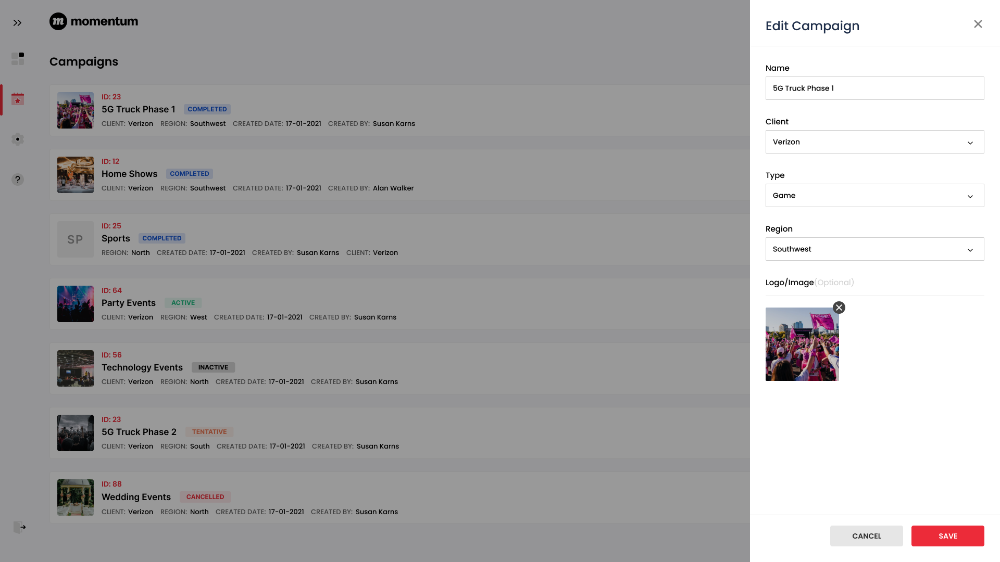 momentum
Campaigns
ID: 23
5G Truck Phase 1 COMPLETED
CLIENT: Verizon REGION: Southwest CREATED DATE: 17-01-2021 CREATED BY: Susan Karns
ID: 12
Home Shows COMPLETED
CLIENT: Verizon REGION: Southwest CREATED DATE: 17-01-2021 CREATED BY: Alan Walker
SP
ID: 25
Sports COMPLETED
REGION: North CREATED DATE: 17-01-2021 CREATED BY: Susan Karns CLIENT: Verizon
ID: 64
Party Events ACTIVE
CLIENT: Verizon REGION: West CREATED DATE: 17-01-2021 CREATED BY: Susan Karns
ID: 56
Technology Events INACTIVE
CLIENT: Verizon REGION: North CREATED DATE: 17-01-2021 CREATED BY: Susan Karns
ID: 23
5G Truck Phase 2 TENTATIVE
CLIENT: Verizon REGION: South CREATED DATE: 17-01-2021 CREATED BY: Susan Karns
ID: 88
Wedding Events CANCELLED
CLIENT: Verizon REGION: North CREATED DATE: 17-01-2021 CREATED BY: Susan Karns
Edit Campaign
Name
5G Truck Phase 1
Client
Verizon
Type
Game
Region
Southwest
Logo/Image(Optional)
CANCEL SAVE